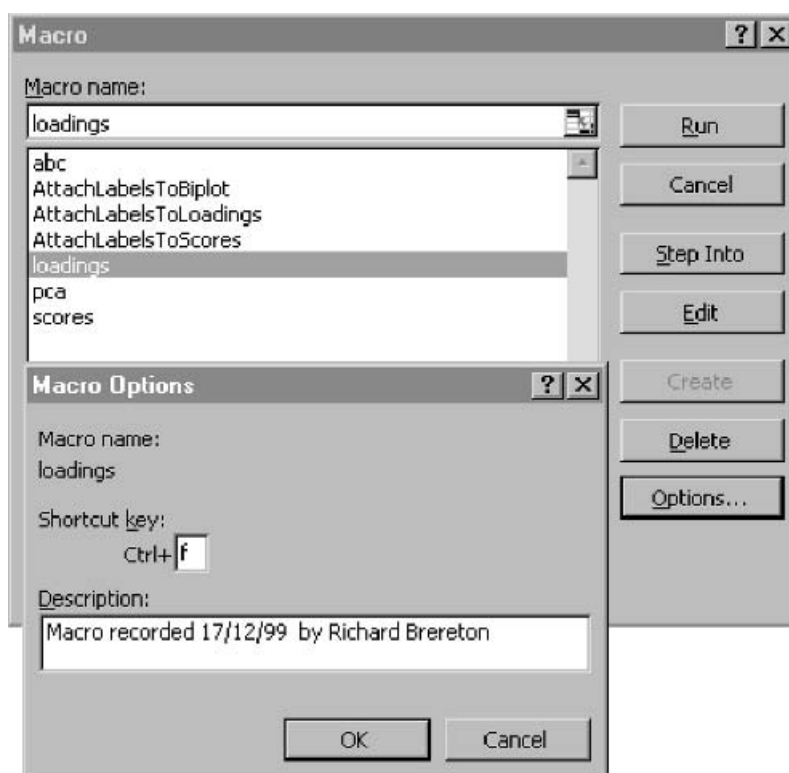 Macro
Macro name:
loadings
Run
abc
AttachLabelsToBiplot
AttachLabelsToLoadings
AttachLabelsToScores
loadings
pca
scores
Cancel
Step Into
Edit
Create
Delete
Options...
Macro Options
Macro name:
loadings
Shortcut key:
Ctrl+ f
Description:
Macro recorded 17/12/99 by Richard Brereton
OK
Cancel